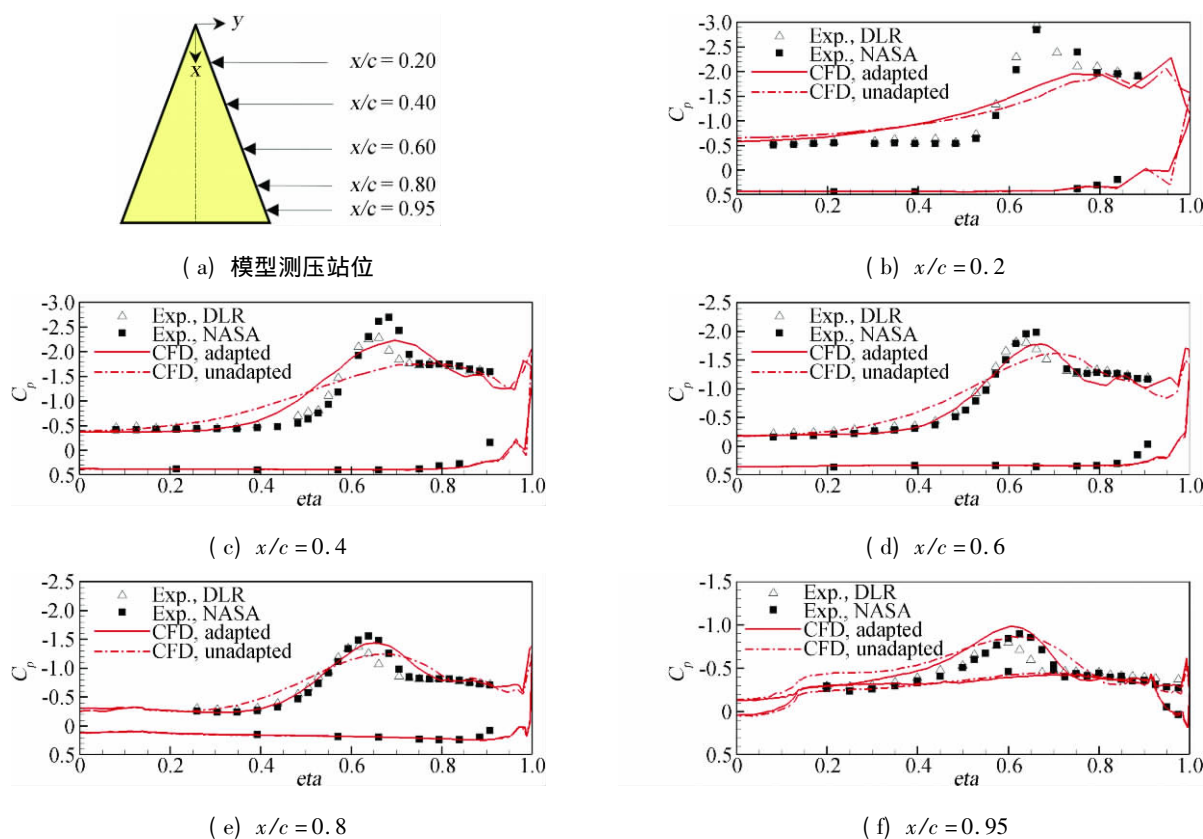 y
x
x/c = 0.20
x/c = 0.40
x/c = 0.60
x/c = 0.80
x/c = 0.95
( a) 模型测压站位
-3.0
-2.5
-2.0
-1.5
-1.0
-0.5
0
0.5
Cp
Exp., DLR
Exp., NASA
CFD, adapted
CFD, unadapted
0 0.2 0.4 0.6 0.8 1.0
eta
( b) x/c = 0.2
-3.0
-2.5
-2.0
-1.5
-1.0
-0.5
0
0.5
Cp
Exp., DLR
Exp., NASA
CFD, adapted
CFD, unadapted
0 0.2 0.4 0.6 0.8 1.0
eta
( c) x/c = 0.4
-2.5
-2.0
-1.5
-1.0
-0.5
0
0.5
Cp
Exp., DLR
Exp., NASA
CFD, adapted
CFD, unadapted
0 0.2 0.4 0.6 0.8 1.0
eta
( d) x/c = 0.6
-2.5
-2.0
-1.5
-1.0
-0.5
0
0.5
Cp
Exp., DLR
Exp., NASA
CFD, adapted
CFD, unadapted
0 0.2 0.4 0.6 0.8 1.0
eta
( e) x/c = 0.8
-1.5
-1.0
-0.5
0
0.5
Cp
Exp., DLR
Exp., NASA
CFD, adapted
CFD, unadapted
0 0.2 0.4 0.6 0.8 1.0
eta
( f) x/c = 0.95